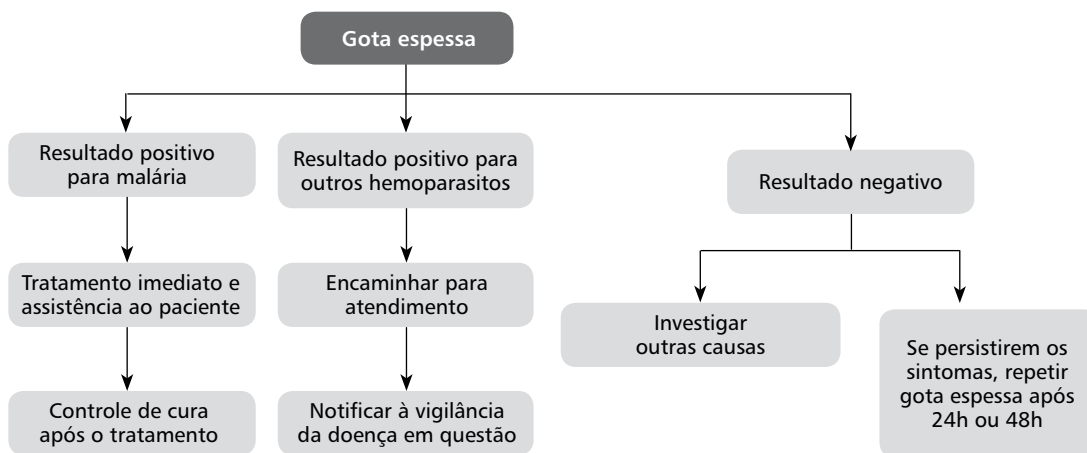 Gota espessa
Resultado positivo
para malária
Resultado positivo para
outros hemoparasitos
Resultado negativo
Tratamento imediato e
assistência ao paciente
Encaminhar para
atendimento
Investigar
outras causas
Se persistirem os
sintomas, repetir
gota espessa após
24h ou 48h
Controle de cura
após o tratamento
Notificar à vigilância
da doença em questão